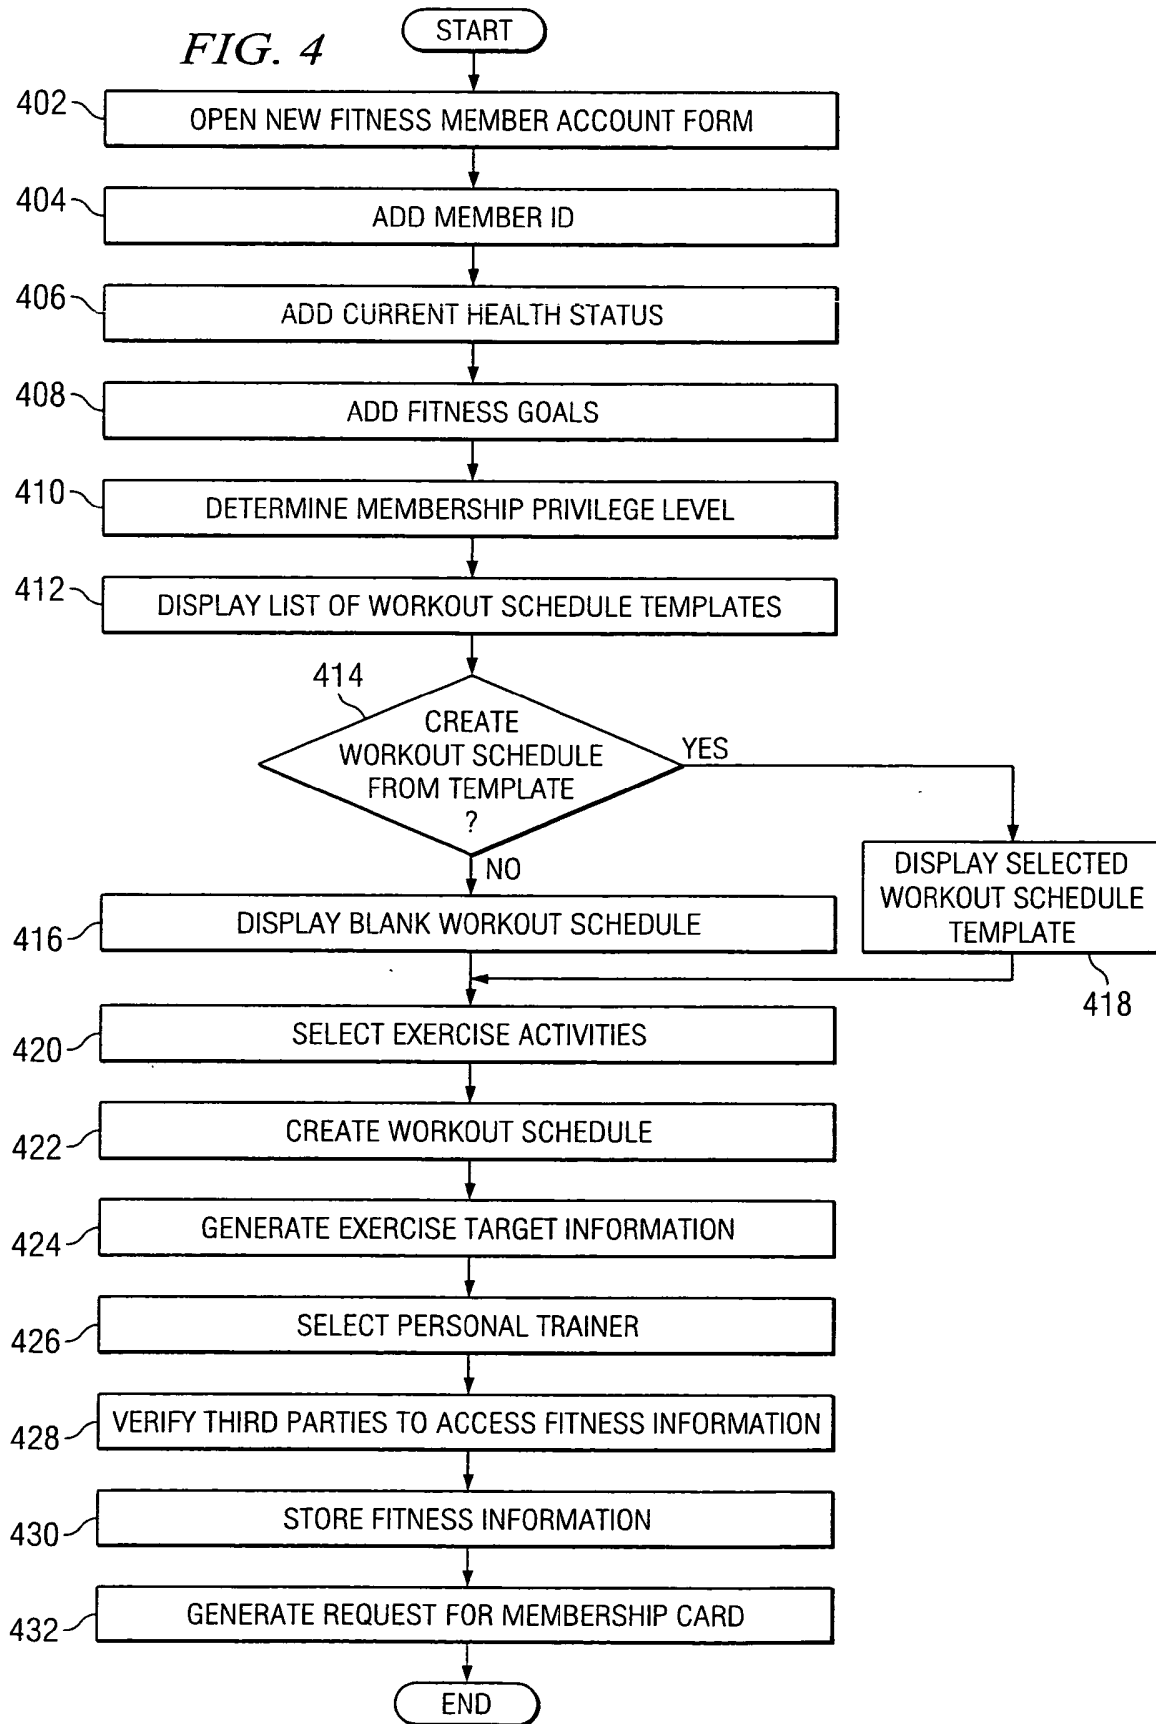 FIG. 4
START
402
OPEN NEW FITNESS MEMBER ACCOUNT FORM
404
ADD MEMBER ID
406
ADD CURRENT HEALTH STATUS
408
ADD FITNESS GOALS
410
DETERMINE MEMBERSHIP PRIVILEGE LEVEL
412
DISPLAY LIST OF WORKOUT SCHEDULE TEMPLATES
414
CREATE
WORKOUT SCHEDULE
FROM TEMPLATE
?
YES
NO
DISPLAY SELECTED
WORKOUT SCHEDULE
TEMPLATE
418
416
DISPLAY BLANK WORKOUT SCHEDULE
420
SELECT EXERCISE ACTIVITIES
422
CREATE WORKOUT SCHEDULE
424
GENERATE EXERCISE TARGET INFORMATION
426
SELECT PERSONAL TRAINER
428
VERIFY THIRD PARTIES TO ACCESS FITNESS INFORMATION
430
STORE FITNESS INFORMATION
432
GENERATE REQUEST FOR MEMBERSHIP CARD
END